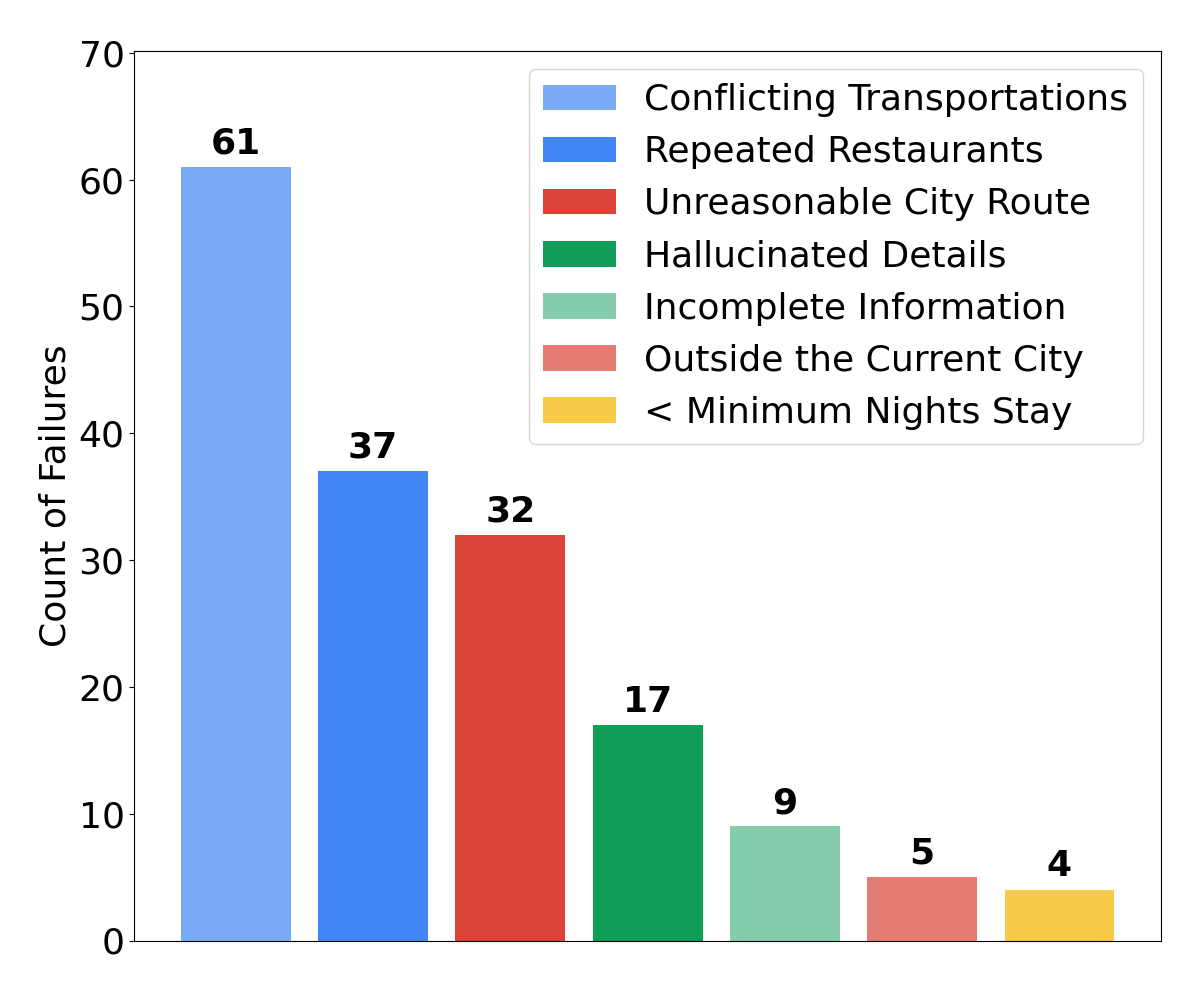 Count of Failures
70
60
50
40
30
20
10
0
61
37
32
17
9
5
4
Conflicting Transportations
Repeated Restaurants
Unreasonable City Route
Hallucinated Details
Incomplete Information
Outside the Current City
< Minimum Nights Stay